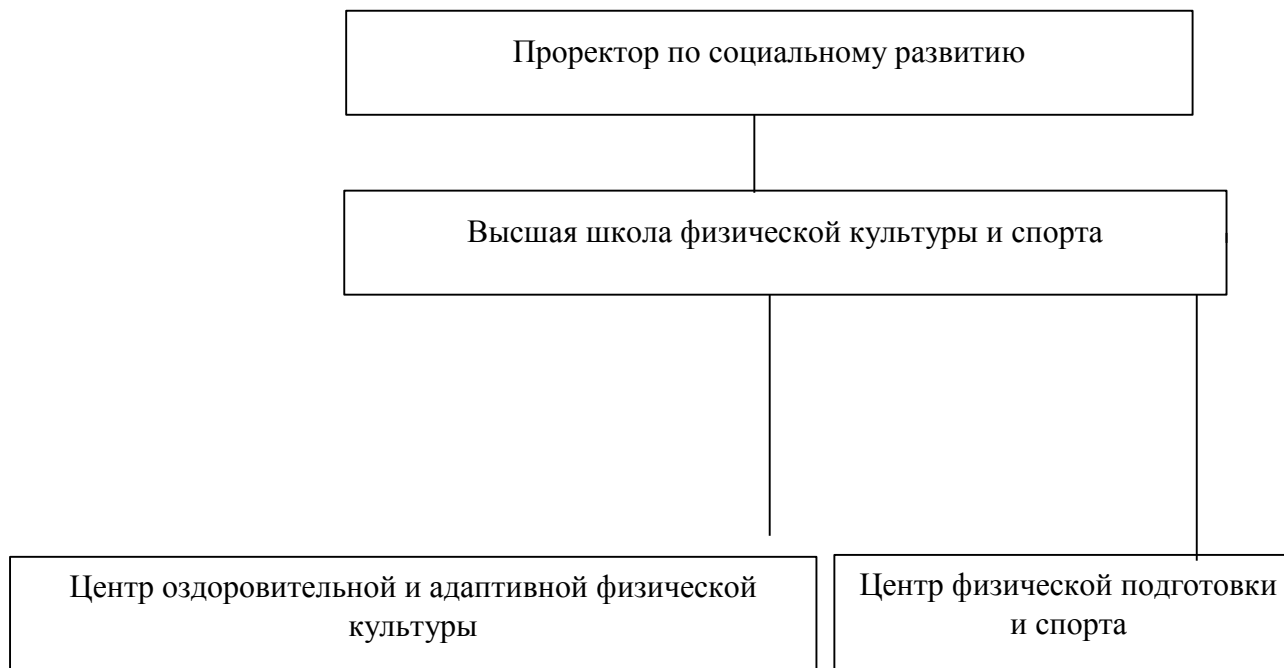 Проректор по социальному развитию
Высшая школа физической культуры и спорта
Центр оздоровительной и адаптивной физической
культуры
Центр физической подготовки
и спорта